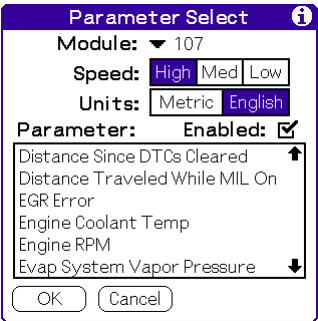 Parameter Select i
Module: 107
Speed: High Med Low
Units: Metric English
Parameter: Enabled:
Distance Since DTCs Cleared
Distance Traveled While MIL On
EGR Error
Engine Coolant Temp
Engine RPM
Evap System Vapor Pressure
OK Cancel